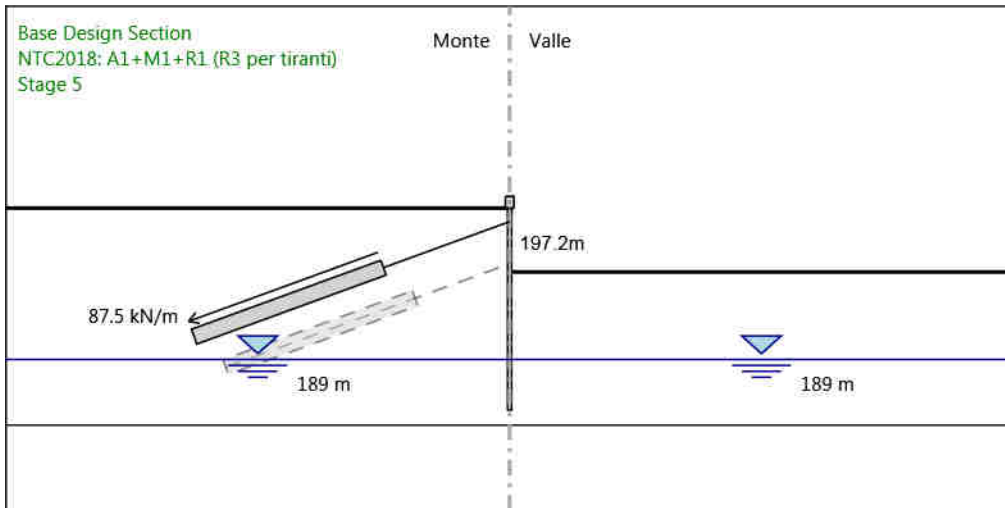 Base Design Section
NTC2018: A1+M1+R1 (R3 per tiranti)
Stage 5
Monte
Valle
197.2m
87.5 kN/m
189 m
189 m